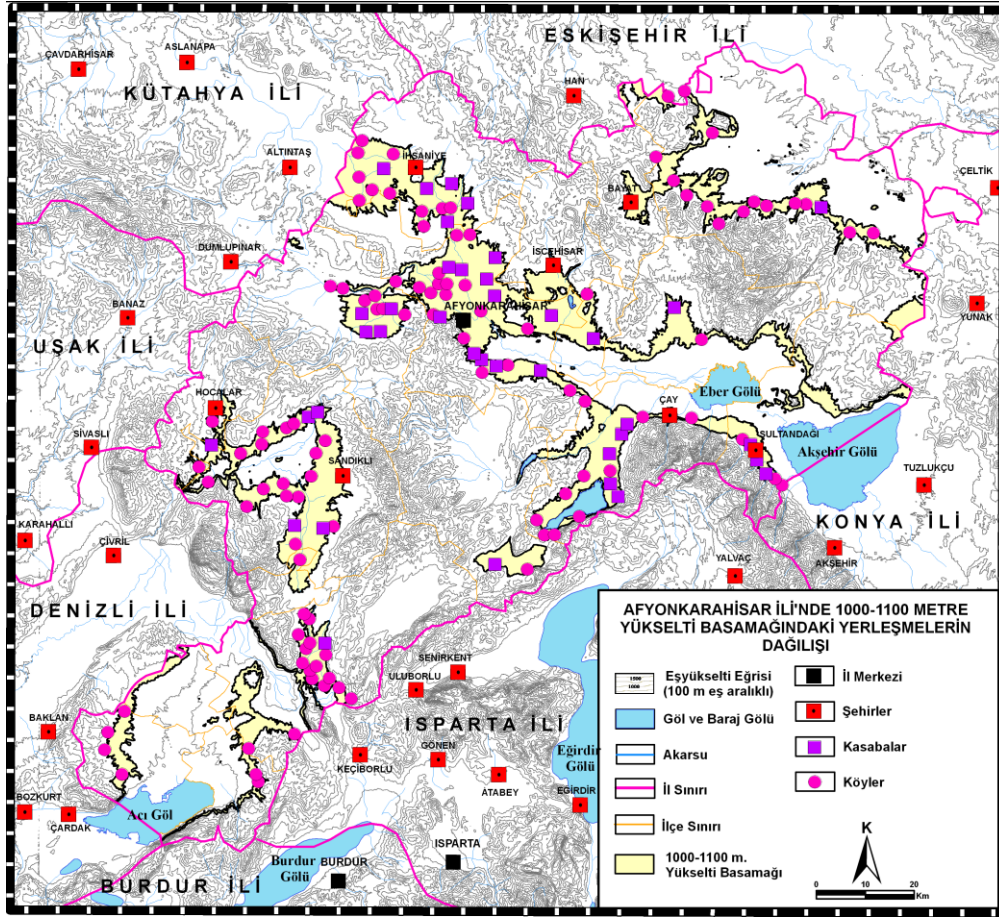 ESKİŞEHİR İLİ
ÇAVDARHİSAR
ASLANAPA
KÜTAHYA İLİ
HAN
ALTINTAŞ
İHSANİYE
ÇELTİK
BAYAT
DUMLUPINAR
İSCEHİSAR
BANAZ
AFYONKARAHİSAR
YUNAK
UŞAK İLİ
Eber Gölü
HOCALAR
ÇAY
SİVASLI
SULTANDAĞI
Akşehir Gölü
SANDIKLI
TUZLUKÇU
KARAHALLI
KONYA İLİ
ÇİVRİL
AKŞEHİR
YALVAÇ
DENİZLİ İLİ
SENİRKENT
ULUBORLU
BAKLAN
ISPARTA İLİ
GÖNEN
KEÇİBORLU
Eğirdir
Gölü
ATABEY
EĞİRDİR
BOZKURT
ÇARDAK
Acı Göl
ISPARTA
Burdur
Gölü
BURDUR
BURDUR İLİ
AFYONKARAHİSAR İLİ'NDE 1000-1100 METRE
YÜKSELTİ BASAMAĞINDAKİ YERLEŞMELERİN
DAĞILIŞI
1500
1000
Eşyükselti Eğrisi
(100 m eş aralıklı)
Göl ve Baraj Gölü
Akarsu
İl Sınırı
İlçe Sınırı
1000-1100 m.
Yükselti Basamağı
İl Merkezi
Şehirler
Kasabalar
Köyler
K
0 10 20
Km